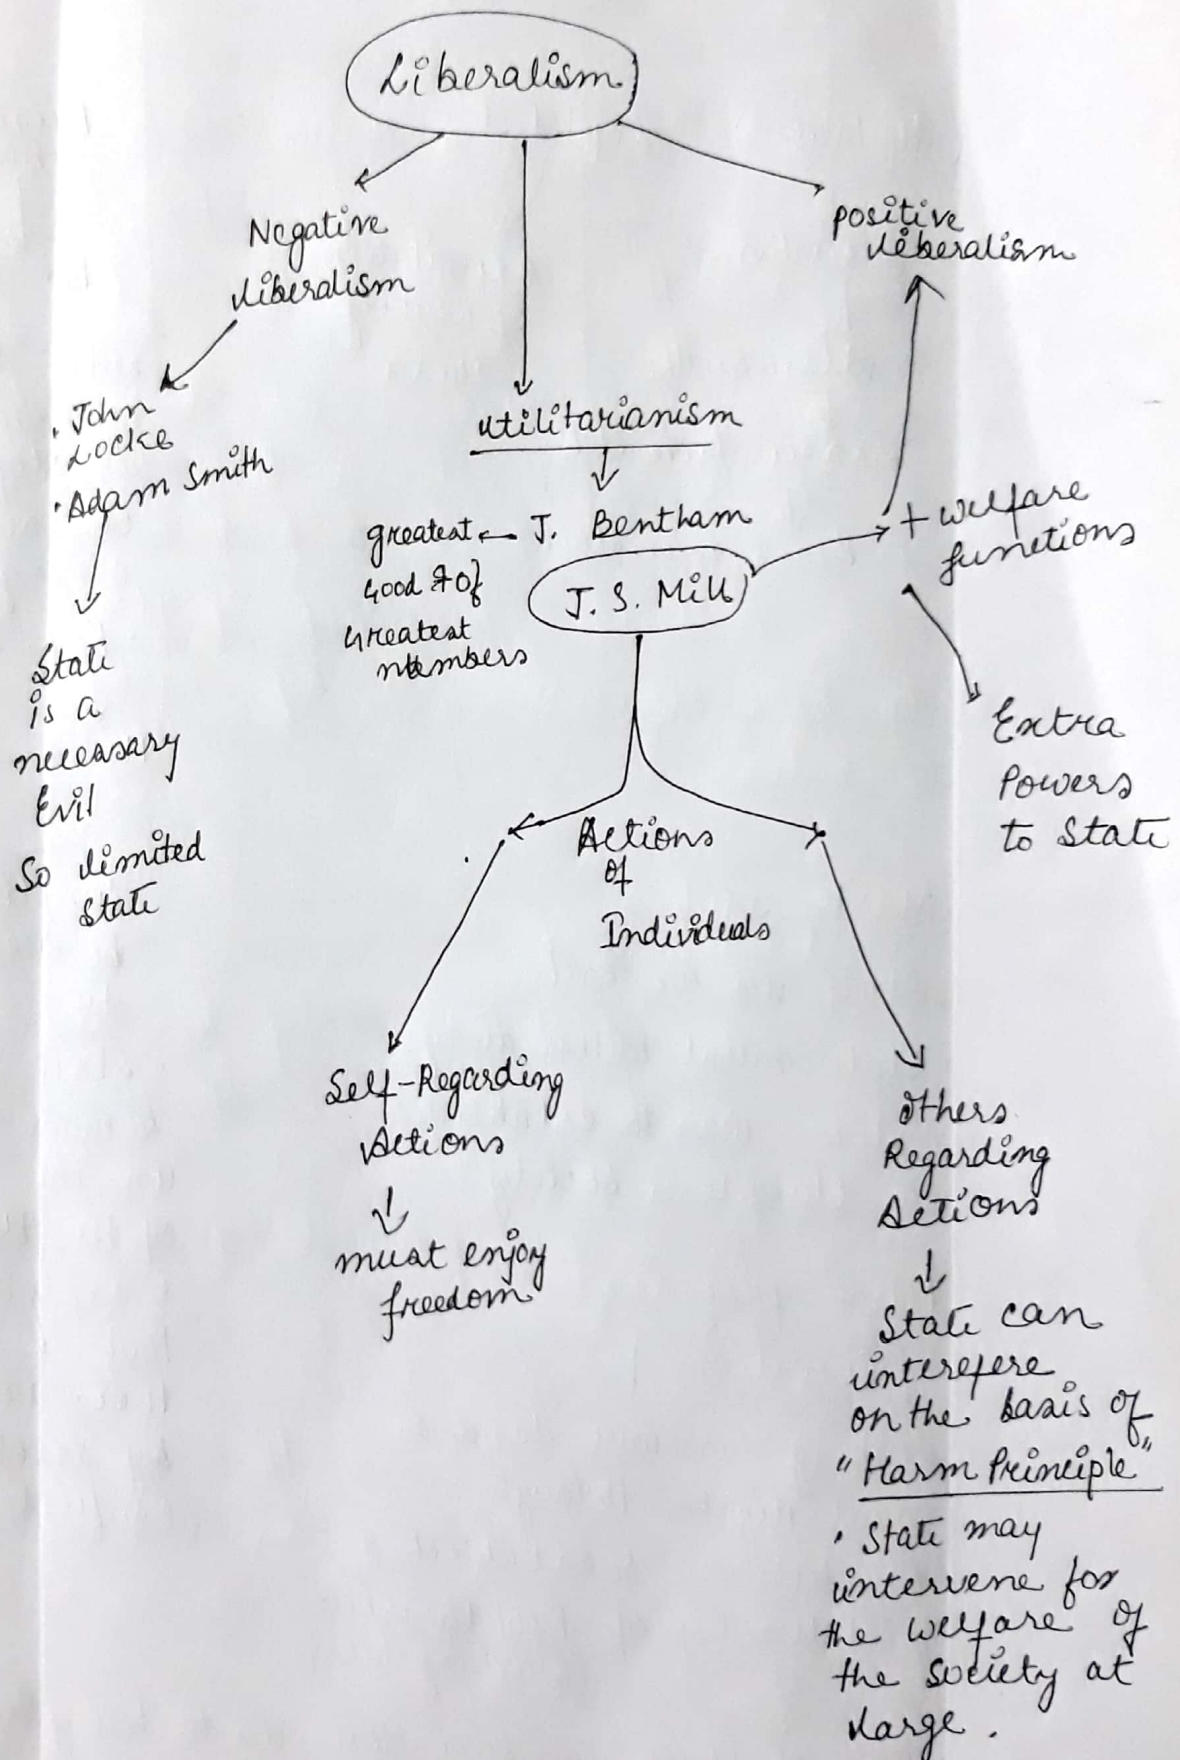 Liberalism
Negative
liberalism
positive
liberalism
. John
Locke
. Adam Smith
State
is a
necessary
Evil
So limited
State
utilitarianism
J. Bentham
greatest
Good of
Greatest
numbers
J. S. Mill
+ welfare
functions
Extra
Powers
to State
Actions
of
Individuals
Self-Regarding
Actions
must enjoy
freedom
others
Regarding
Actions
State can
interefere
on the basis of
"Harm Principle"
. State may
intervene for
the welfare of
the society at
large.